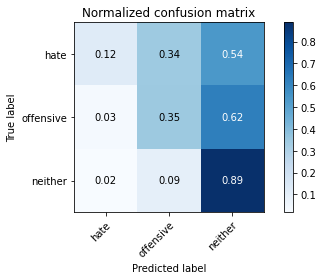 Normalized confusion matrix
True label
hate 0.12 0.34 0.54
offensive 0.03 0.35 0.62
neither 0.02 0.09 0.89
hate offensive neither
Predicted label
0.8
0.7
0.6
0.5
0.4
0.3
0.2
0.1